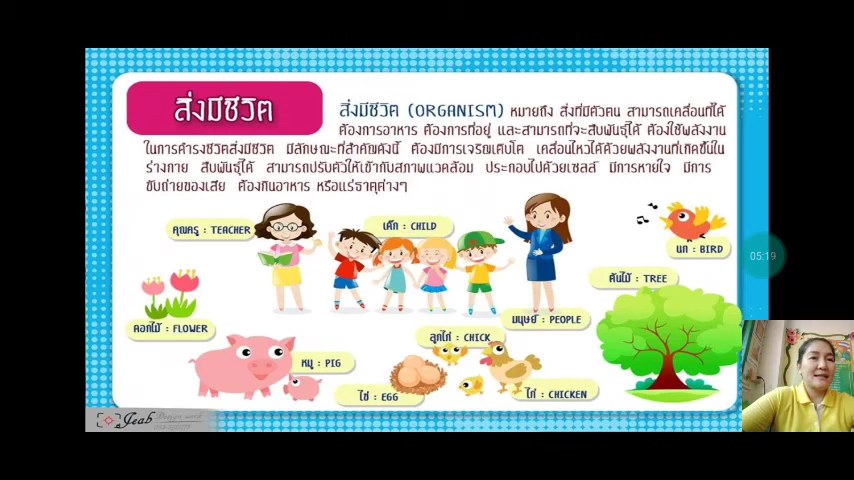 สิ่งมีชีวิต
สิ่งมีชีวิต (ORGANISM) หมายถึง สิ่งที่มีตัวตน สามารถเคลื่อนที่ได้
ต้องการอาหาร ต้องการที่อยู่ และสามารถที่จะสืบพันธุ์ได้ ต้องใช้พลังงาน
ในการดำรงชีวิตสิ่งมีชีวิต มีลักษณะที่สำคัญดังนี้ ต้องมีการเจริญเติบโต เคลื่อนไหวได้ด้วยพลังงานที่เกิดขึ้นใน
ร่างกาย สืบพันธุ์ได้ สามารถปรับตัวให้เข้ากับสภาพแวดล้อม ประกอบไปด้วยเซลล์ มีการหายใจ มีการ
ขับถ่ายของเสีย ต้องกินอาหาร หรือแร่ธาตุต่างๆ
คุณครู : TEACHER
เด็ก : CHILD
นก : BIRD
05:19
ต้นไม้ : TREE
มนุษย์ : PEOPLE
ดอกไม้ : FLOWER
ลูกไก่ : CHICK
หมู : PIG
ไข่ : EGG
ไก่ : CHICKEN
Jeab